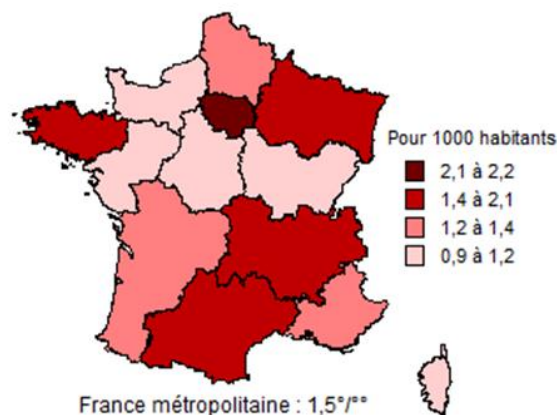 Pour 1000 habitants
2,1 à 2,2
1,4 à 2,1
1,2 à 1,4
0,9 à 1,2
France métropolitaine : 1,5°/°°